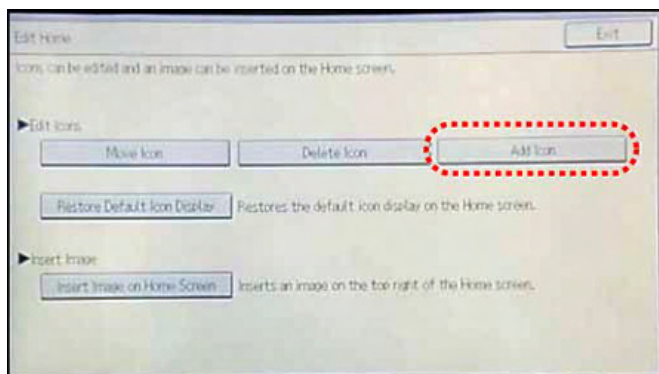 Edit Home
Exit
Icons can be edited and an image can be inserted on the Home screen.
►Edit Icons
Move Icon
Delete Icon
Add Icon
Restore Default Icon Display
Restores the default icon display on the Home screen.
►Insert Image
Insert Image on Home Screen
Inserts an image on the top right of the Home screen.